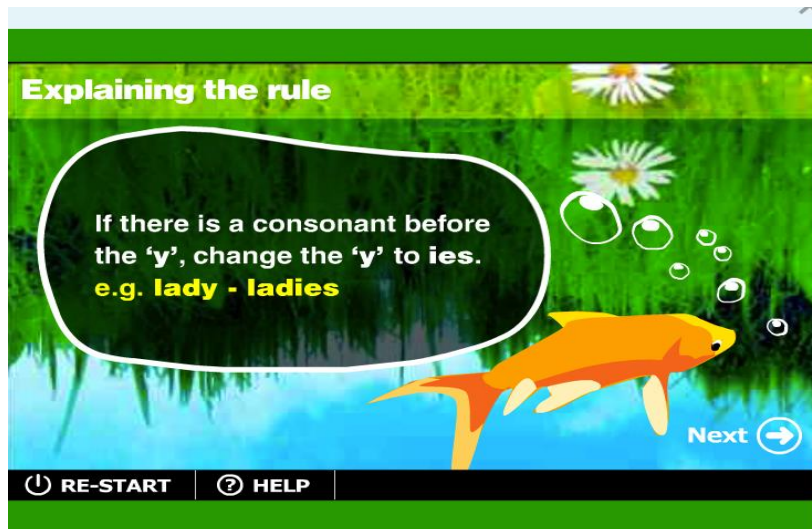 Explaining the rule
If there is a consonant before
the ‘y’, change the ‘y’ to ies.
e.g. lady - ladies
Next
RE-START
HELP